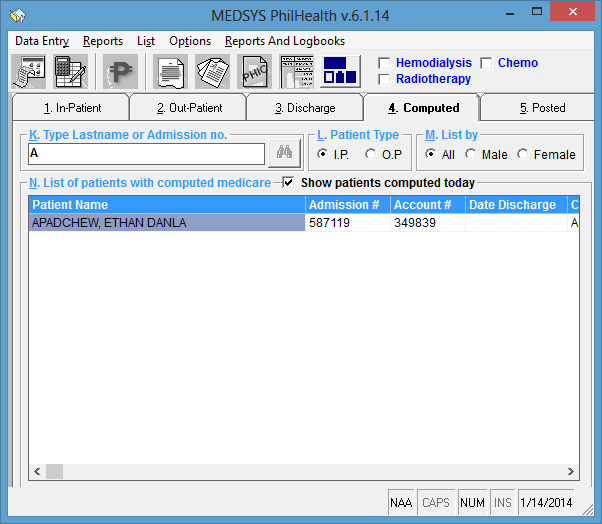 MEDSYS PhilHealth v.6.1.14
Data Entry Reports List Options Reports And Logbooks
PHIC
Hemodialysis Chemo
Radiotherapy
1. In-Patient 2. Out-Patient 3. Discharge 4. Computed 5. Posted
K. Type Lastname or Admission no. L. Patient Type M. List by
A I.P. O.P All Male Female
N. List of patients with computed medicare Show patients computed today
Patient Name Admission # Account # Date Discharge C
APADCHEW, ETHAN DANLA 587119 349839 A
NAA CAPS NUM INS 1/14/2014